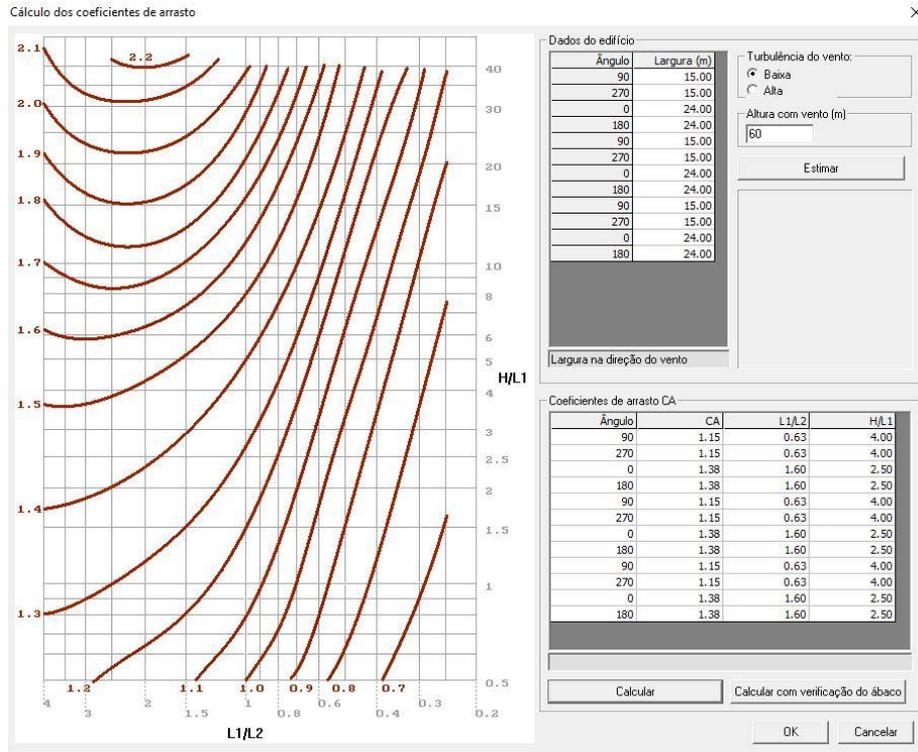 Cálculo dos coeficientes de arrasto
2.1
2.2
2.0
1.9
1.8
1.7
1.6
1.5
1.4
1.3
1.2
1.1
1.0
0.9
0.8
0.7
40
30
20
15
10
8
6
5
4
3
2.5
2
1.5
1
0.5
H/L1
4
3
2
1.5
1
0.8
0.6
0.4
0.3
0.2
L1/L2
Dados do edifício
Ângulo Largura (m)
90 15.00
270 15.00
0 24.00
180 24.00
90 15.00
270 15.00
0 24.00
180 24.00
90 15.00
270 15.00
0 24.00
180 24.00
Largura na direção do vento
Turbulência do vento:
Baixa
Alta
Altura com vento (m)
60
Estimar
Coeficientes de arrasto CA
Ângulo CA L1/L2 H/L1
90 1.15 0.63 4.00
270 1.15 0.63 4.00
0 1.38 1.60 2.50
180 1.38 1.60 2.50
90 1.15 0.63 4.00
270 1.15 0.63 4.00
0 1.38 1.60 2.50
180 1.38 1.60 2.50
90 1.15 0.63 4.00
270 1.15 0.63 4.00
0 1.38 1.60 2.50
180 1.38 1.60 2.50
Calcular
Calcular com verificação do ábaco
OK
Cancelar